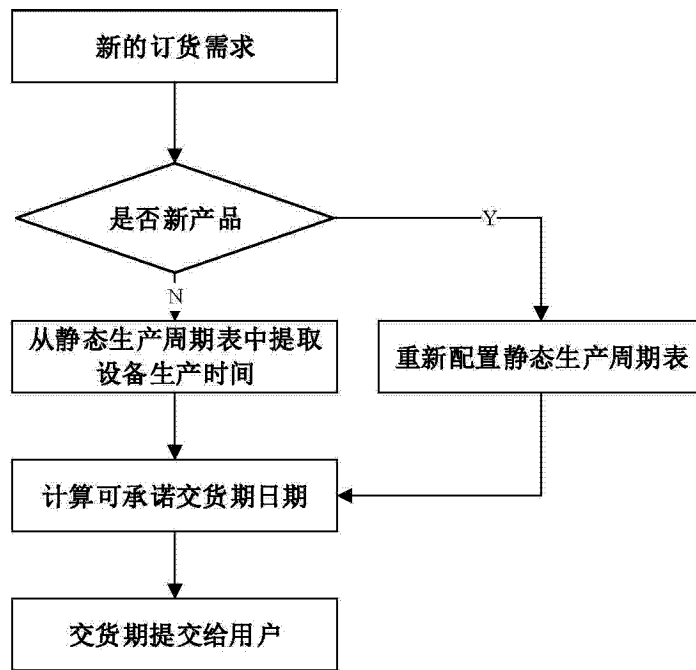 新的订货需求
是否新产品
Y
N
从静态生产周期表中提取
设备生产时间
重新配置静态生产周期表
计算可承诺交货期日期
交货期提交给用户